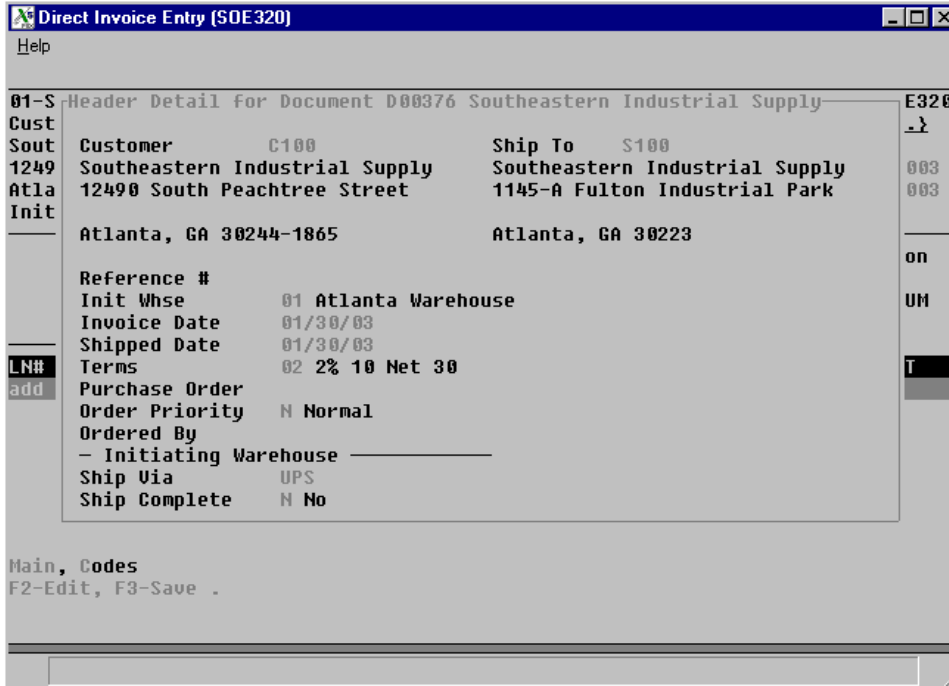 Direct Invoice Entry (SOE320)
Help
01-S Header Detail for Document D00376 Southeastern Industrial Supply E320
Cust .}
Sout Customer C100 Ship To S100
1249 Southeastern Industrial Supply Southeastern Industrial Supply 003
Atla 12490 South Peachtree Street 1145-A Fulton Industrial Park 003
Init
Atlanta, GA 30244-1865 Atlanta, GA 30223
on
Reference #
Init Whse 01 Atlanta Warehouse UM
Invoice Date 01/30/03
Shipped Date 01/30/03
LN# Terms 02 2% 10 Net 30 T
add Purchase Order
Order Priority N Normal
Ordered By
— Initiating Warehouse —
Ship Via UPS
Ship Complete N No
Main, Codes
F2-Edit, F3-Save .